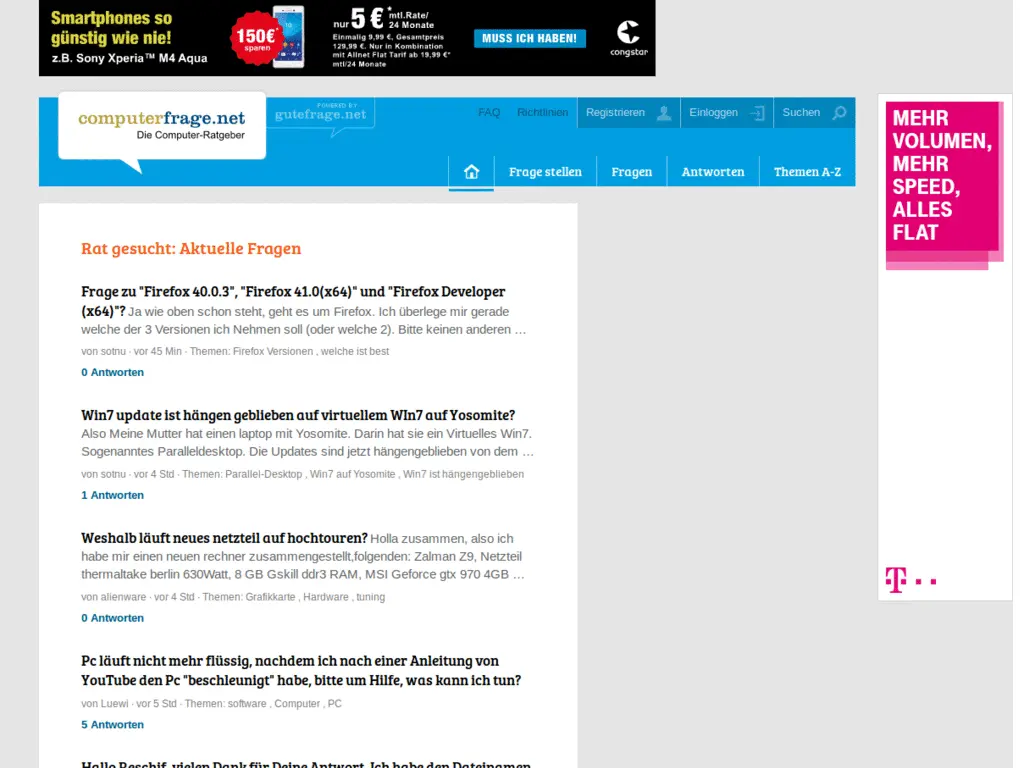 Smartphones so
günstig wie nie!
z.B. Sony Xperia™ M4 Aqua
150€*
sparen
nur 5 €* mtl.Rate/
24 Monate
Einmalig 9,99 €, Gesamtpreis
129,99 €. Nur in Kombination
mit Allnet Flat Tarif ab 19,99 €*
mtl/24 Monate
MUSS ICH HABEN!
congstar
computerfrage.net
Die Computer-Ratgeber
POWERED BY
gutefrage.net
FAQ Richtlinien Registrieren Einloggen Suchen
Frage stellen Fragen Antworten Themen A-Z
MEHR
VOLUMEN,
MEHR
SPEED,
ALLES
FLAT
T
Rat gesucht: Aktuelle Fragen
Frage zu "Firefox 40.0.3", "Firefox 41.0(x64)" und "Firefox Developer
(x64)"? Ja wie oben schon steht, geht es um Firefox. Ich überlege mir gerade
welche der 3 Versionen ich Nehmen soll (oder welche 2). Bitte keinen anderen …
von sotnu · vor 45 Min · Themen: Firefox Versionen , welche ist best
0 Antworten
Win7 update ist hängen geblieben auf virtuellem WIn7 auf Yosomite?
Also Meine Mutter hat einen laptop mit Yosomite. Darin hat sie ein Virtuelles Win7.
Sogenanntes Paralleldesktop. Die Updates sind jetzt hängengeblieben von dem …
von sotnu · vor 4 Std · Themen: Parallel-Desktop , Win7 auf Yosomite , Win7 ist hängengeblieben
1 Antworten
Weshalb läuft neues netzteil auf hochtouren? Holla zusammen, also ich
habe mir einen neuen rechner zusammengestellt,folgenden: Zalman Z9, Netzteil
thermaltake berlin 630Watt, 8 GB Gskill ddr3 RAM, MSI Geforce gtx 970 4GB …
von alienware · vor 4 Std · Themen: Grafikkarte , Hardware , tuning
0 Antworten
Pc läuft nicht mehr flüssig, nachdem ich nach einer Anleitung von
YouTube den Pc "beschleunigt" habe, bitte um Hilfe, was kann ich tun?
von Luewi · vor 5 Std · Themen: software , Computer , PC
5 Antworten
Hallo Beschif, vielen Dank für Deine Antwort. Ich habe den Dateinamen